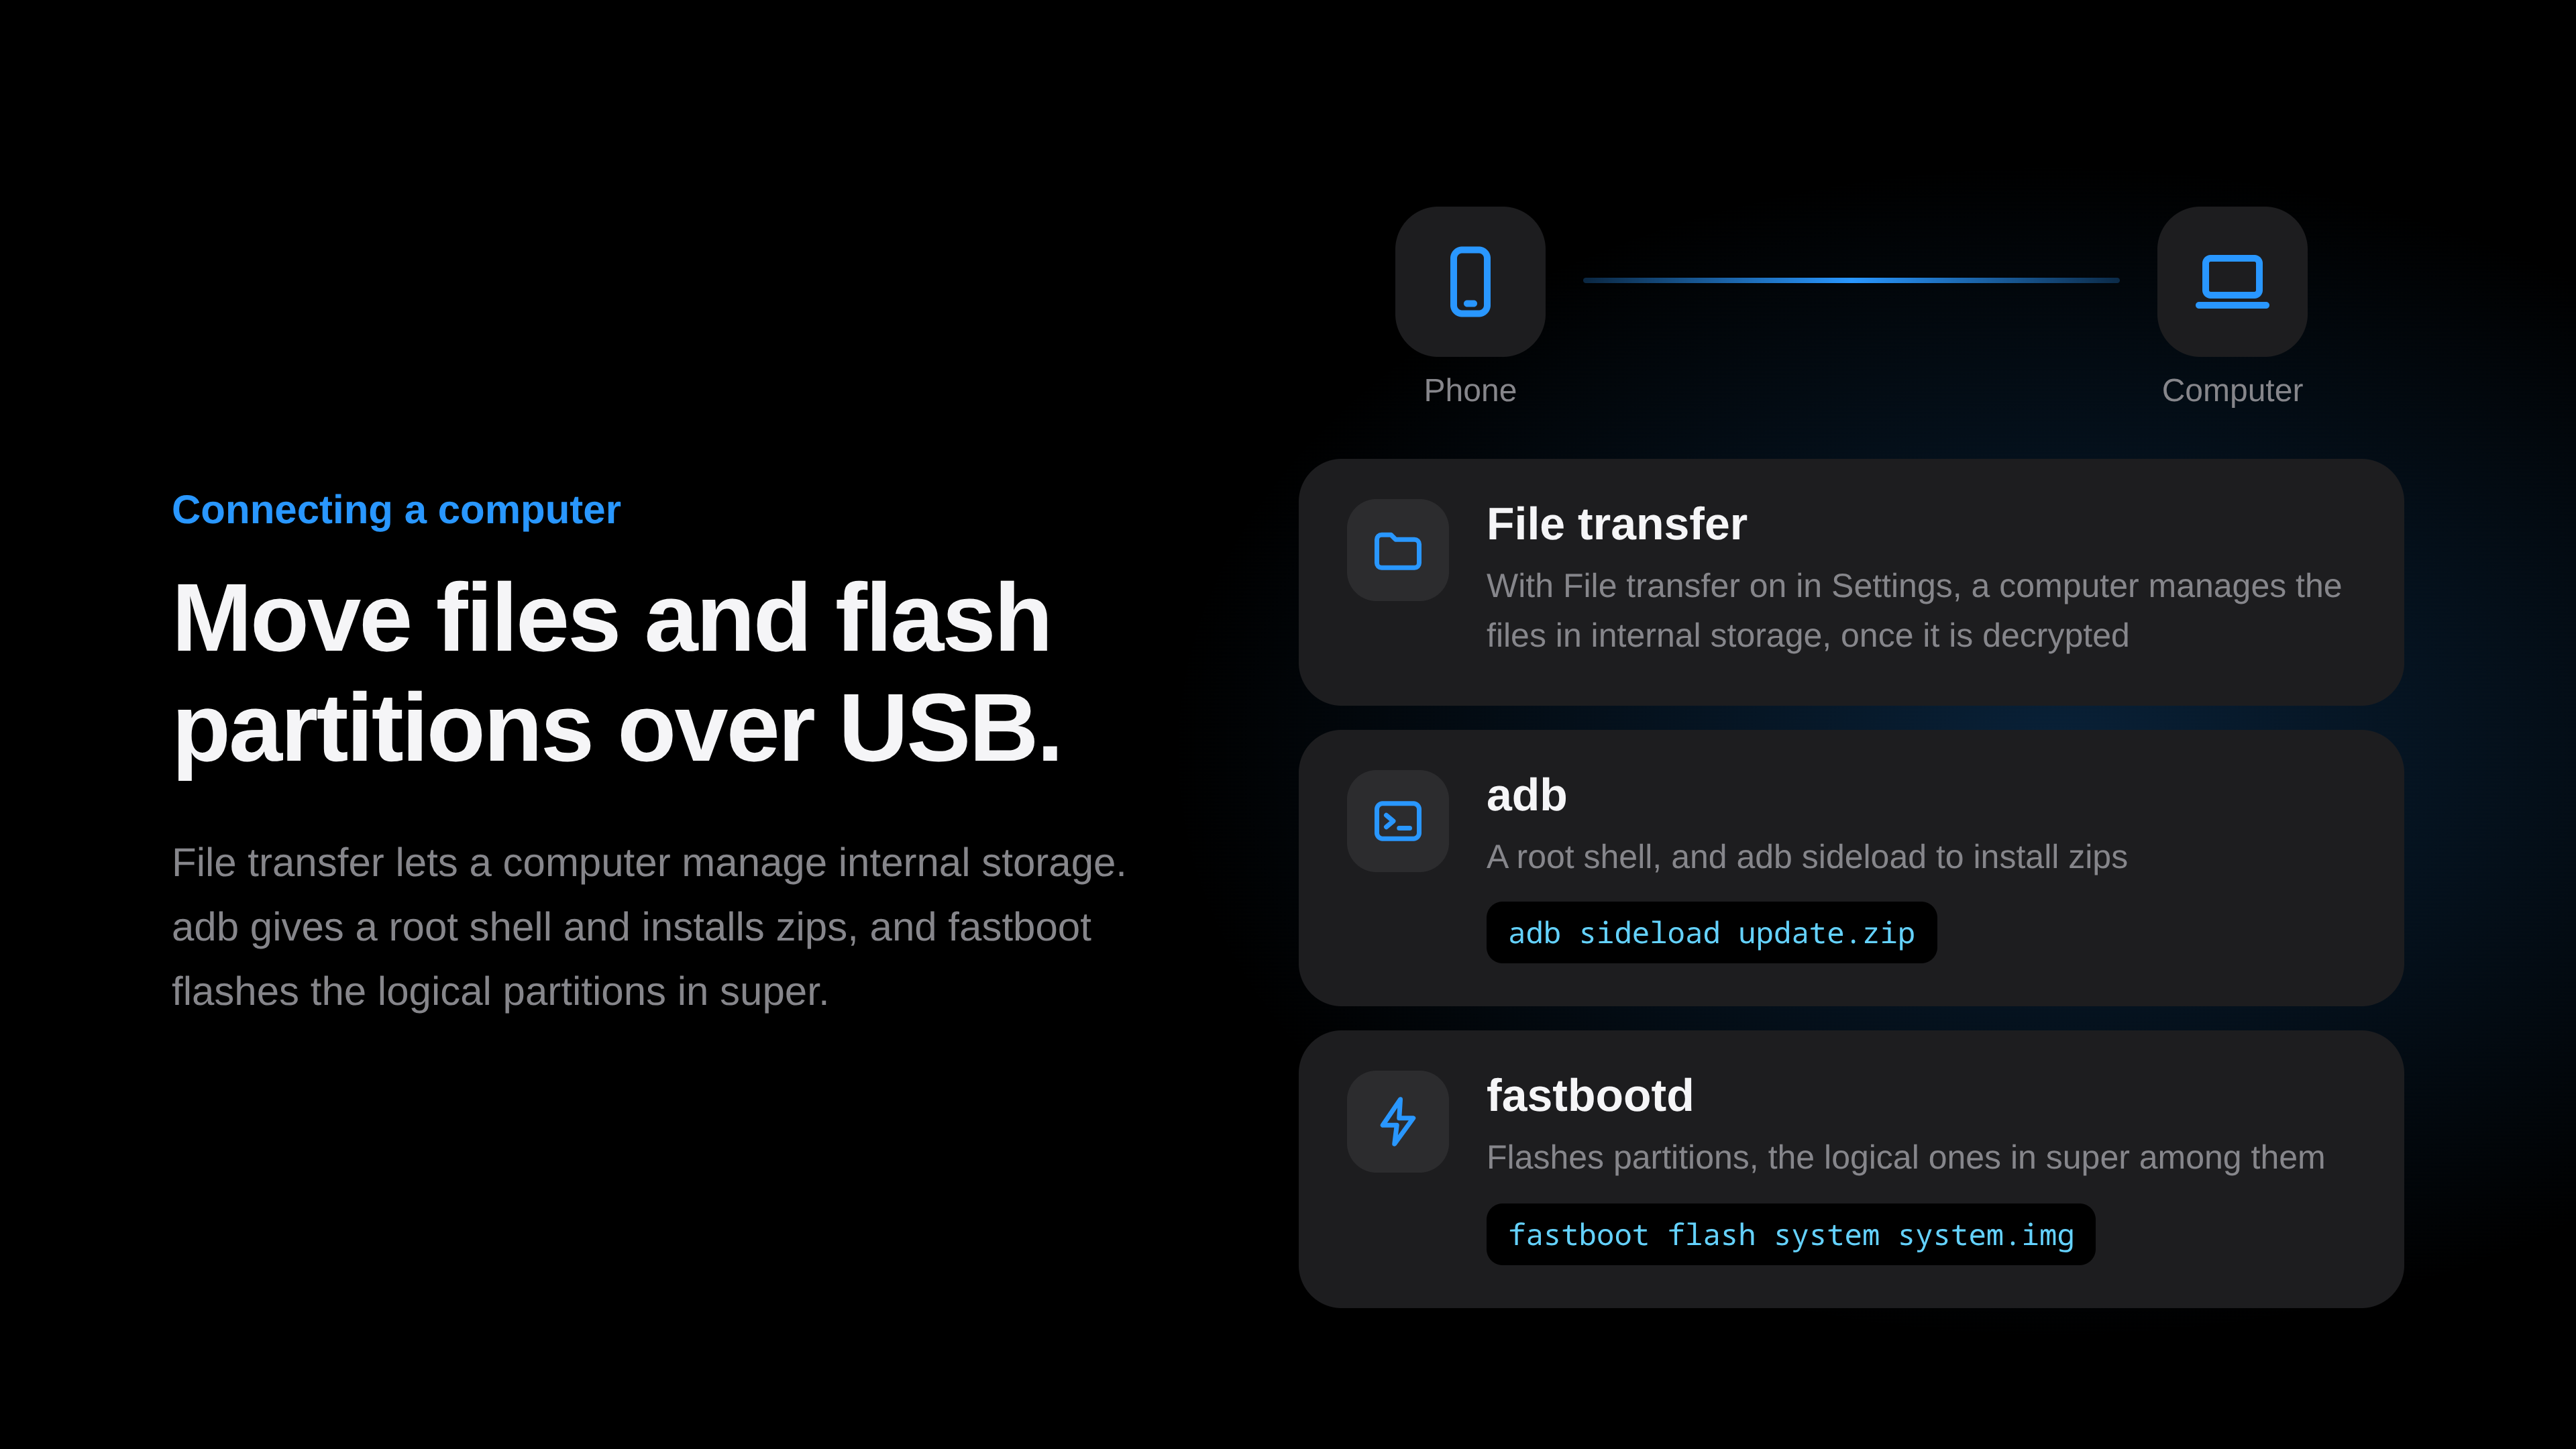 Connecting a computer
Move files and flash
partitions over USB.
File transfer lets a computer manage internal storage.
adb gives a root shell and installs zips, and fastboot
flashes the logical partitions in super.
Phone
Computer
File transfer
With File transfer on in Settings, a computer manages the
files in internal storage, once it is decrypted
adb
A root shell, and adb sideload to install zips
adb sideload update.zip
fastbootd
Flashes partitions, the logical ones in super among them
fastboot flash system system.img